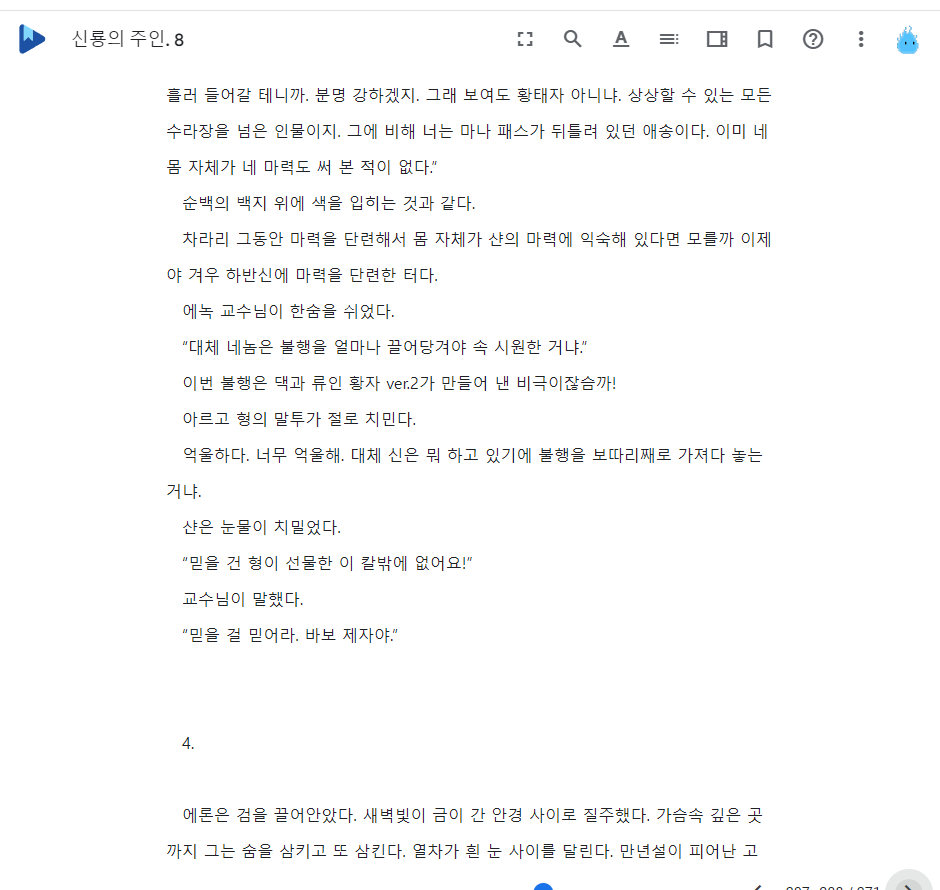 신룡의 주인. 8
흘러 들어갈 테니까. 분명 강하겠지. 그래 보여도 황태자 아니냐. 상상할 수 있는 모든
수라장을 넘은 인물이지. 그에 비해 너는 마나 패스가 뒤틀려 있던 애송이다. 이미 네
몸 자체가 네 마력도 써 본 적이 없다.”
순백의 백지 위에 색을 입히는 것과 같다.
차라리 그동안 마력을 단련해서 몸 자체가 샨의 마력에 익숙해 있다면 모를까 이제
야 겨우 하반신에 마력을 단련한 터다.
에녹 교수님이 한숨을 쉬었다.
“대체 네놈은 불행을 얼마나 끌어당겨야 속 시원한 거냐.”
이번 불행은 댁과 류인 황자 ver.2가 만들어 낸 비극이잖슴까!
아르고 형의 말투가 절로 치민다.
억울하다. 너무 억울해. 대체 신은 뭐 하고 있기에 불행을 보따리째로 가져다 놓는
거냐.
샨은 눈물이 치밀었다.
“믿을 건 형이 선물한 이 칼밖에 없어요!”
교수님이 말했다.
“믿을 걸 믿어라. 바보 제자야.”
4.
에론은 검을 끌어안았다. 새벽빛이 금이 간 안경 사이로 질주했다. 가슴속 깊은 곳
까지 그는 숨을 삼키고 또 삼킨다. 열차가 흰 눈 사이를 달린다. 만년설이 피어난 고